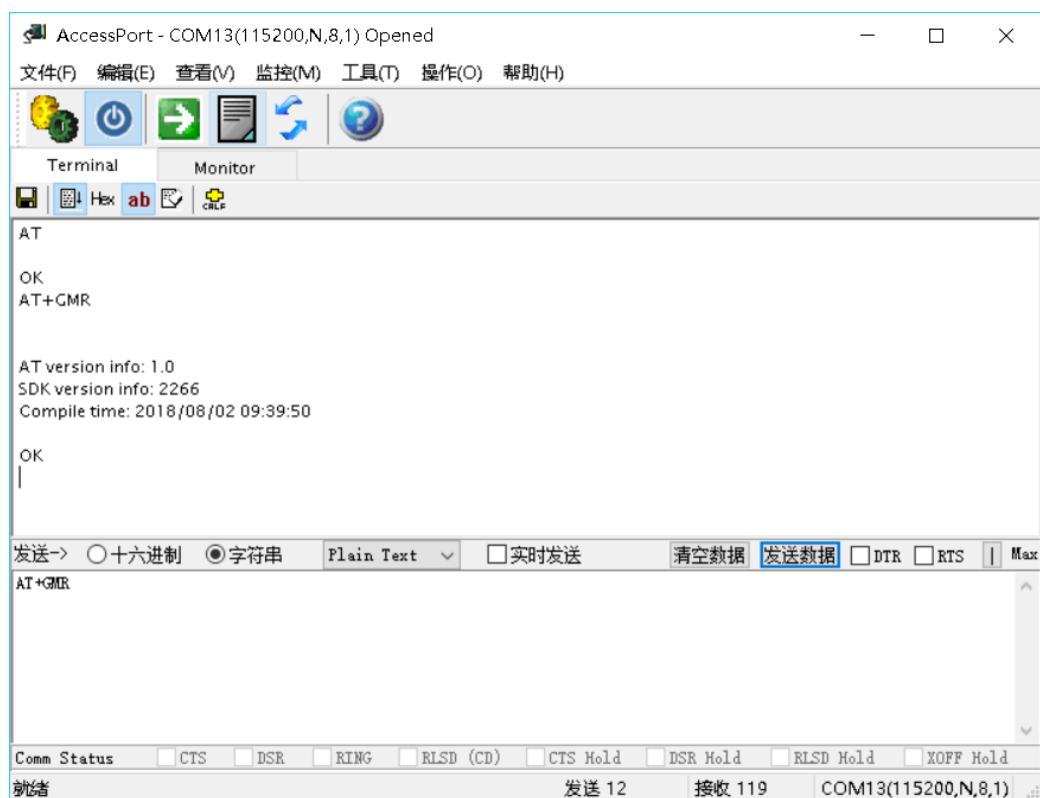 AccessPort - COM13(115200,N,8,1) Opened
文件(F) 编辑(E) 查看(V) 监控(M) 工具(T) 操作(O) 帮助(H)
Terminal Monitor
Hex ab CRLF
AT
OK
AT+GMR
AT version info: 1.0
SDK version info: 2266
Compile time: 2018/08/02 09:39:50
OK
发送-> 十六进制 字符串 Plain Text 实时发送 清空数据 发送数据 DTR RTS | Max
AT+GMR
Comm Status CTS DSR RING RLSD (CD) CTS Hold DSR Hold RLSD Hold XOFF Hold
就绪 发送 12 接收 119 COM13(115200,N,8,1)